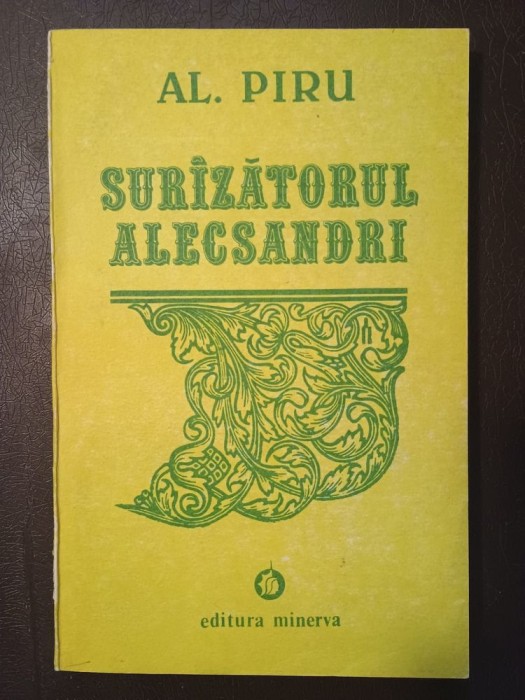 AL. PIRU
SURÎZĂTORUL
ALECSANDRI
editura minerva